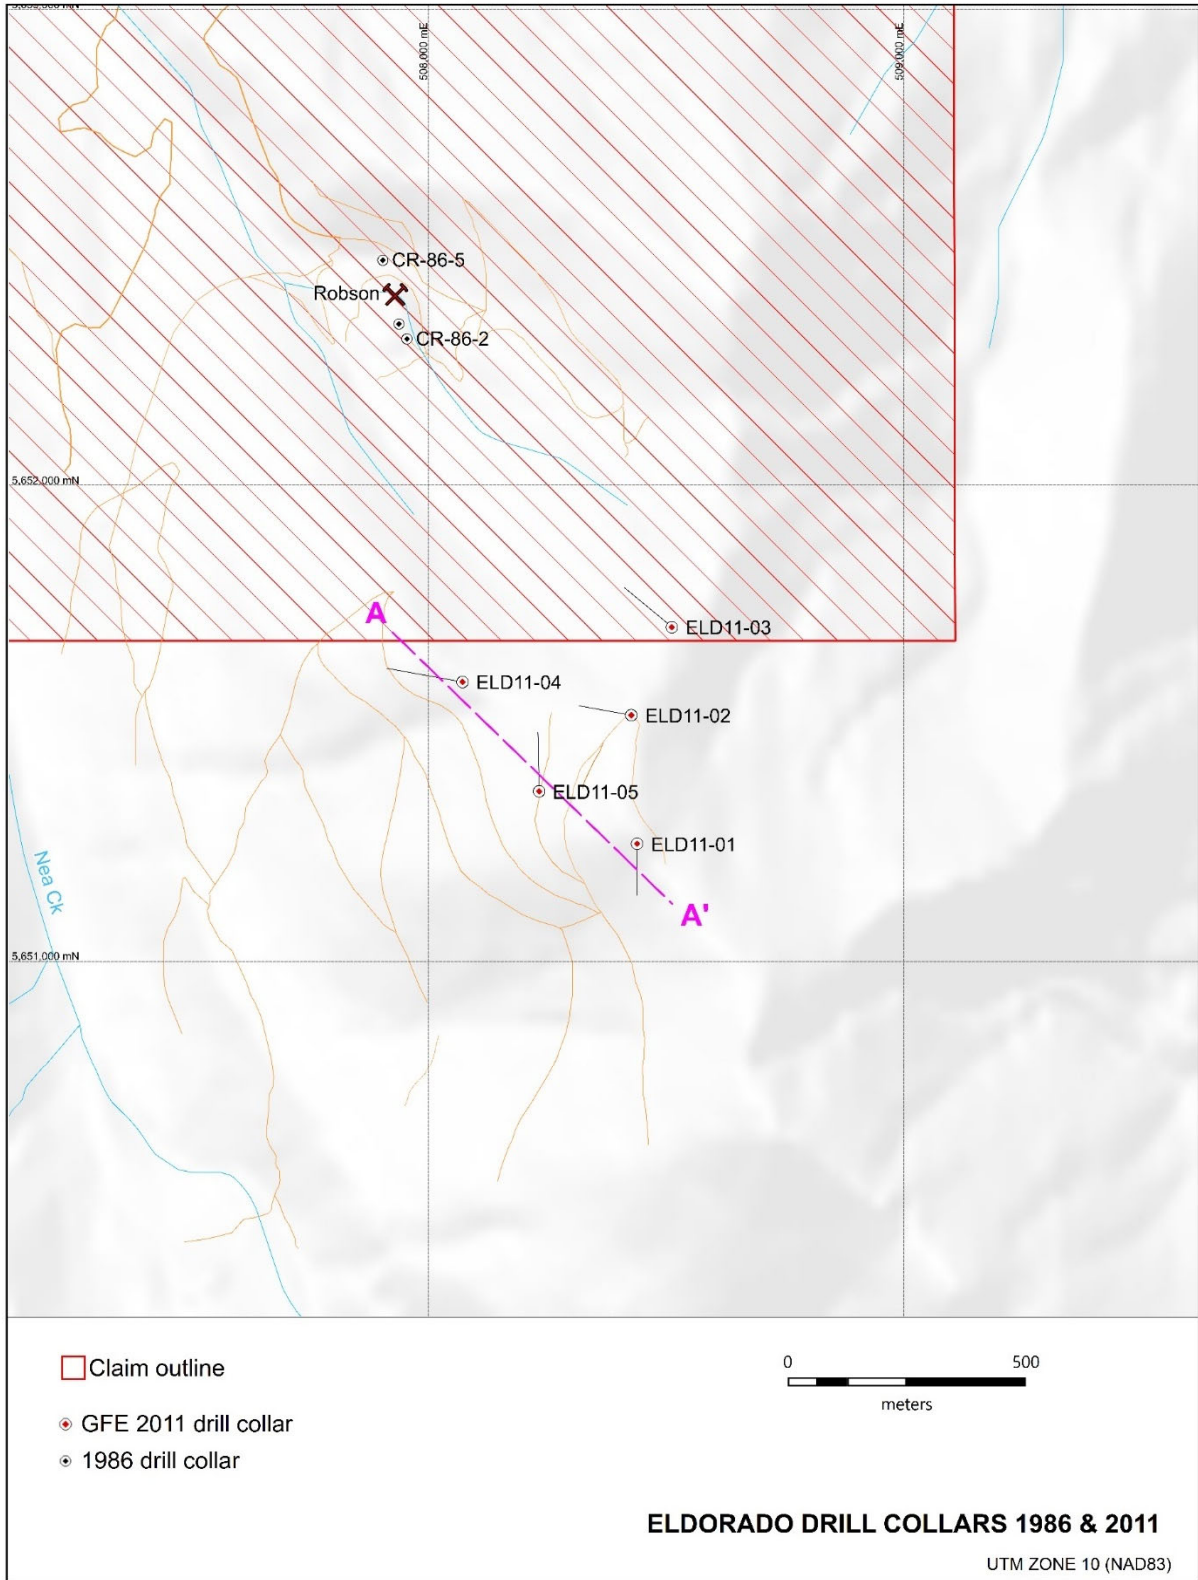 508,000 mE
509,000 mE
CR-86-5
Robson
CR-86-2
5,652,000 mN
A
ELD11-03
ELD11-04
ELD11-02
ELD11-05
ELD11-01
Nea Ck
A'
5,651,000 mN
Claim outline
0 500
meters
GFE 2011 drill collar
1986 drill collar
ELDORADO DRILL COLLARS 1986 & 2011
UTM ZONE 10 (NAD83)